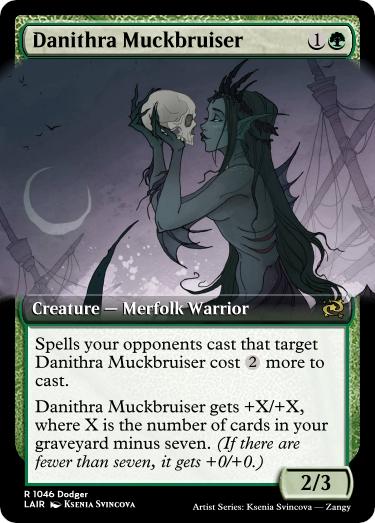 Danithra Muckbruiser 1
Creature — Merfolk Warrior
Spells your opponents cast that target
Danithra Muckbruiser cost 2 more to
cast.
Danithra Muckbruiser gets +X/+X,
where X is the number of cards in your
graveyard minus seven. (If there are
fewer than seven, it gets +0/+0.)
2/3
R 1046 Dodger
LAIR Ksenia Svincova
Artist Series: Ksenia Svincova — Zangy